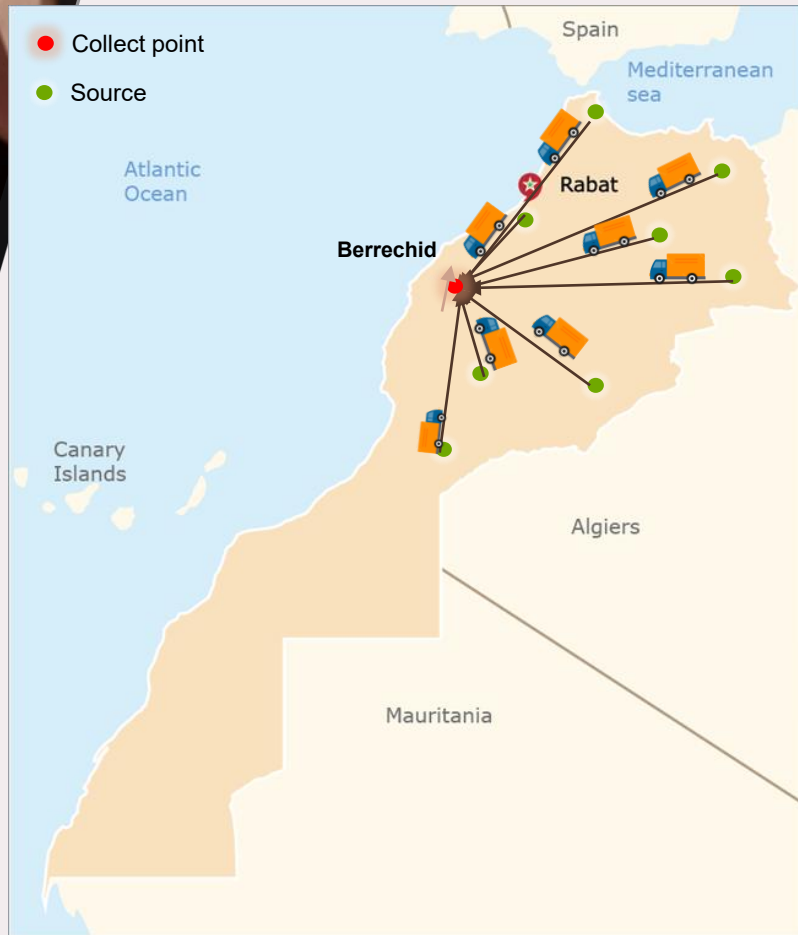 Collect point
Source
Spain
Mediterranean
sea
Atlantic
Ocean
Rabat
Berrechid
Canary
Islands
Algiers
Mauritania